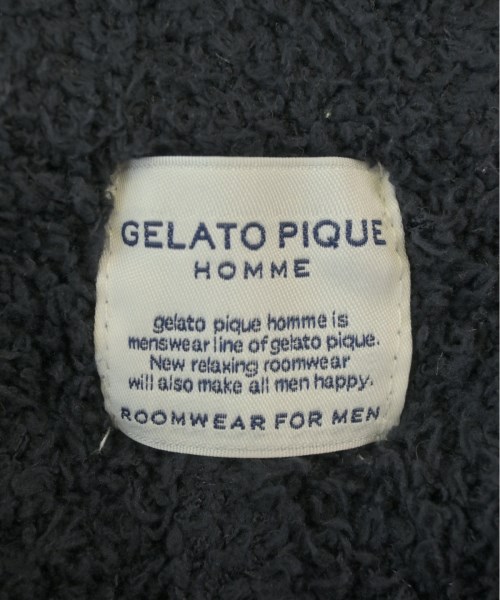 GELATO PIQUE
HOMME
gelato pique homme is
menswear line of gelato pique.
New relaxing roomwear
will also make all men happy.
ROOMWEAR FOR MEN